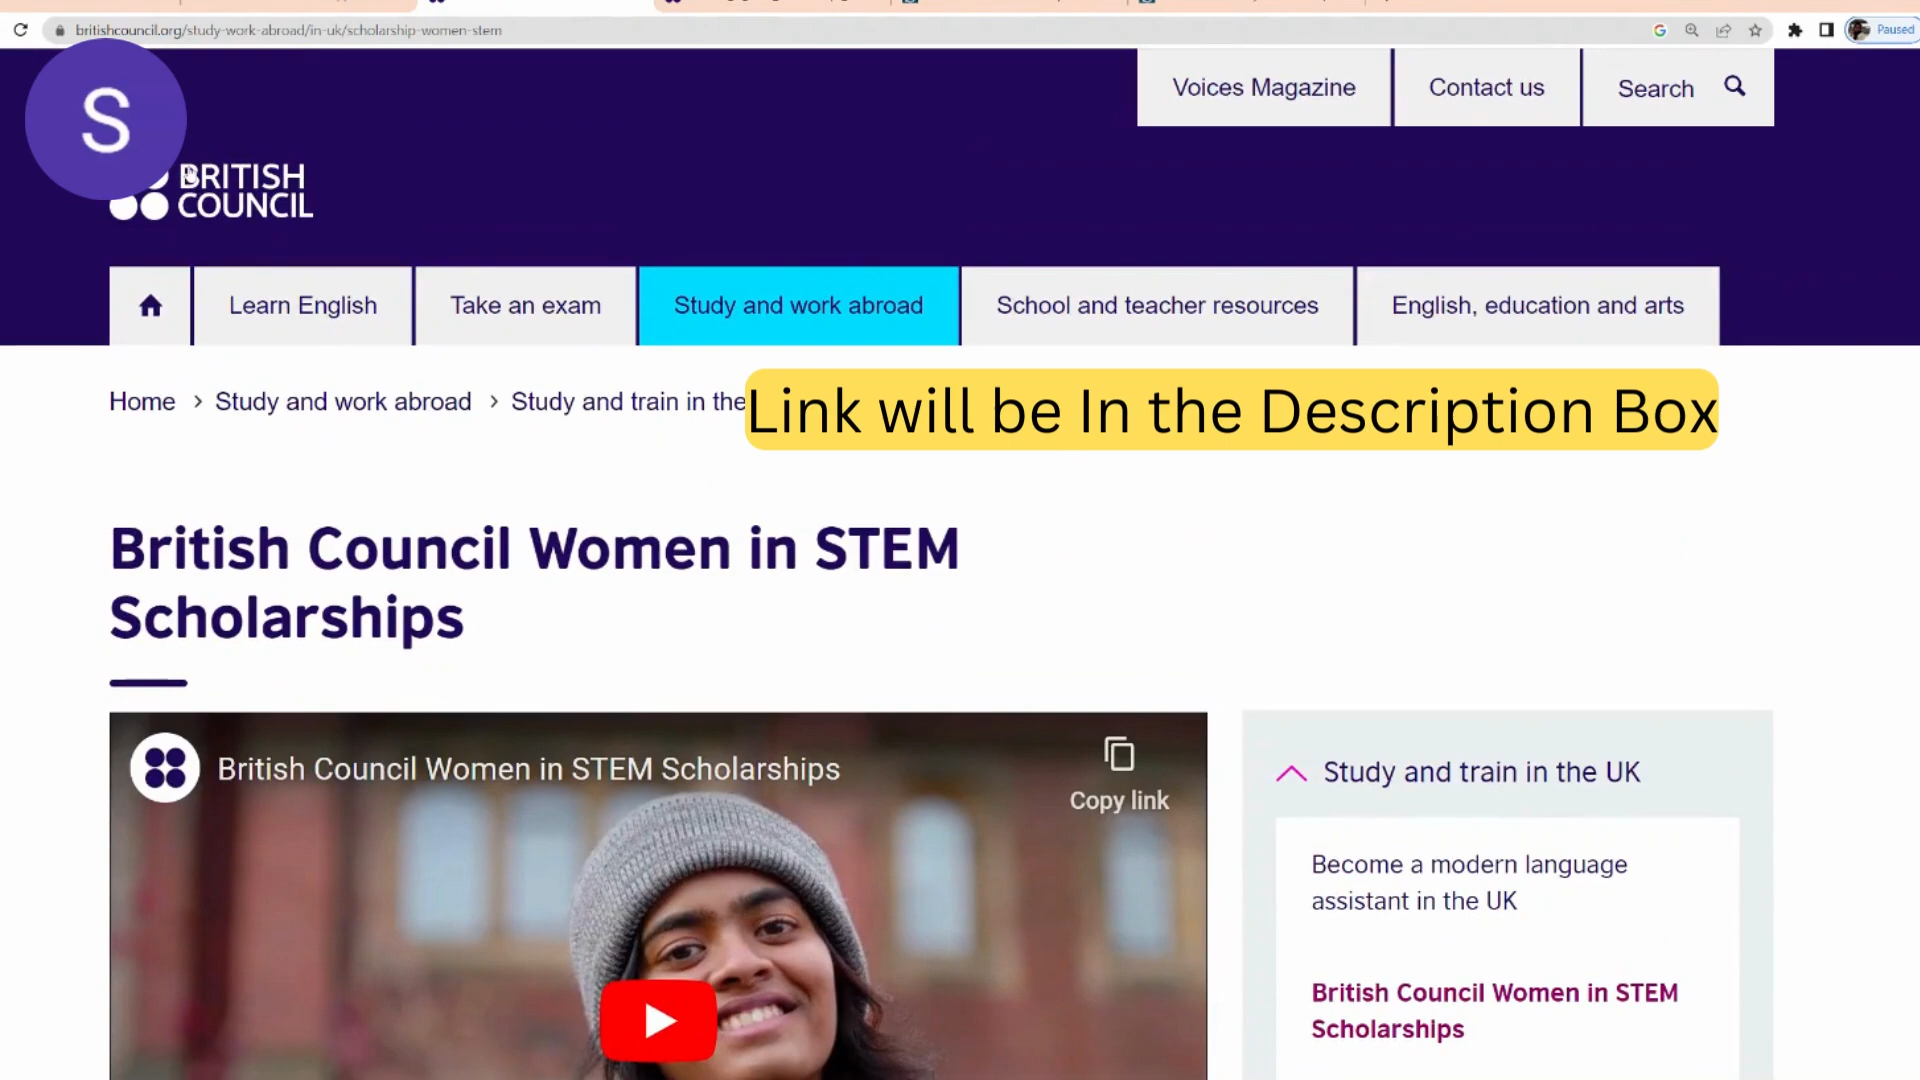 britishcouncil.org/study-work-abroad/in-uk/scholarship-women-stem
Paused
Voices Magazine
Contact us
Search
S
BRITISH
COUNCIL
Learn English
Take an exam
Study and work abroad
School and teacher resources
English, education and arts
Home > Study and work abroad > Study and train in the
Link will be In the Description Box
British Council Women in STEM
Scholarships
British Council Women in STEM Scholarships
Copy link
Study and train in the UK
Become a modern language
assistant in the UK
British Council Women in STEM
Scholarships